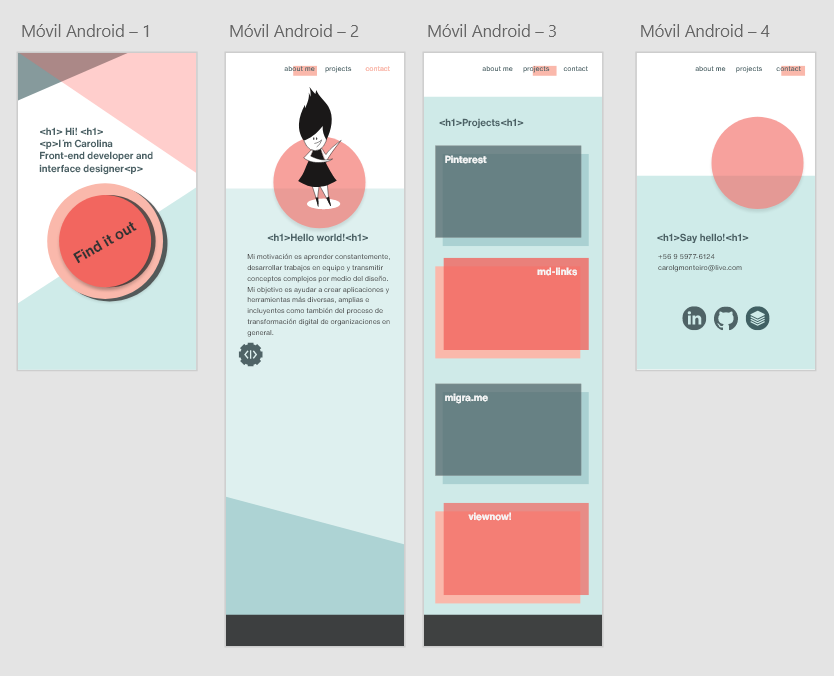 Móvil Android – 1
<h1> Hi! <h1>
<p>I´m Carolina
Front-end developer and
interface designer<p>
Find it out
Móvil Android – 2
about me projects contact
<h1>Hello world!<h1>
Mi motivación es aprender constantemente,
desarrollar trabajos en equipo y transmitir
conceptos complejos por medio del diseño.
Mi objetivo es ayudar a crear aplicaciones y
herramientas más diversas, amplias e
incluyentes como también del proceso de
transformación digital de organizaciones en
general.
Móvil Android – 3
about me projects contact
<h1>Projects<h1>
Pinterest
md-links
migra.me
viewnow!
Móvil Android – 4
about me projects contact
<h1>Say hello!<h1>
+56 9 5977-6124
carolgmonteiro@live.com
in